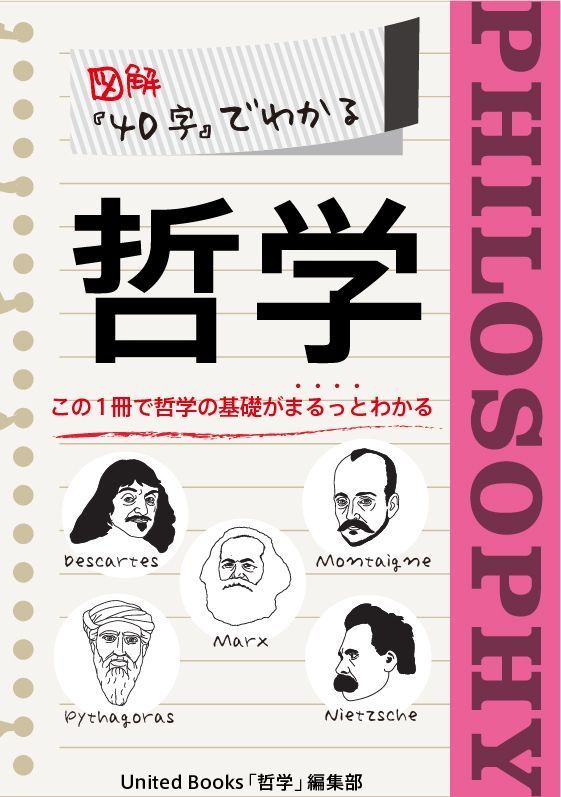 図解
『40字』でわかる
哲学
この1冊で哲学の基礎がまるっとわかる
Descartes
Montaigne
Marx
Pythagoras
Nietzsche
United Books「哲学」編集部
PHILOSOPHY